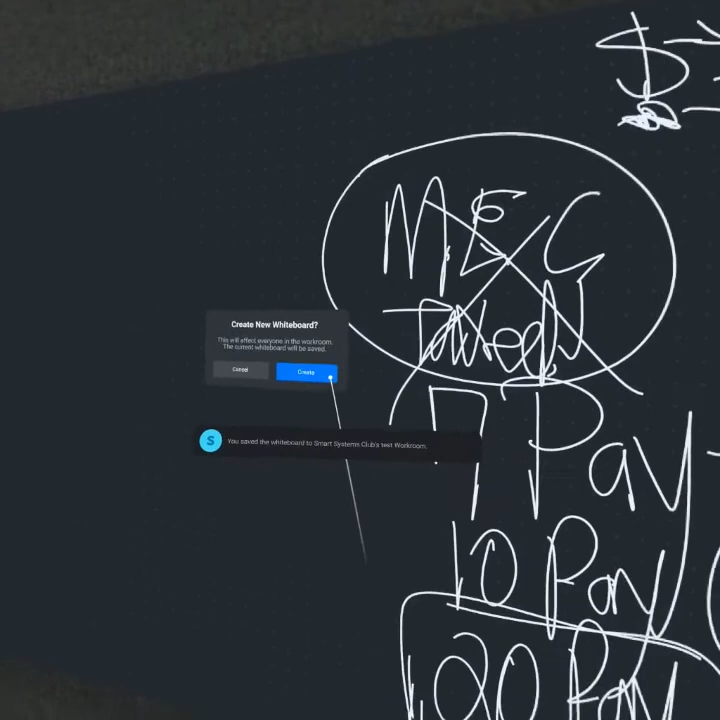 $
M.E.C
Taxed
Create New Whiteboard?
This will affect everyone in the workroom.
The current whiteboard will be saved.
Cancel
Create
S
You saved the whiteboard to Smart Systems Club's test Workroom.
7 Pay
10 Pay
20 Pay